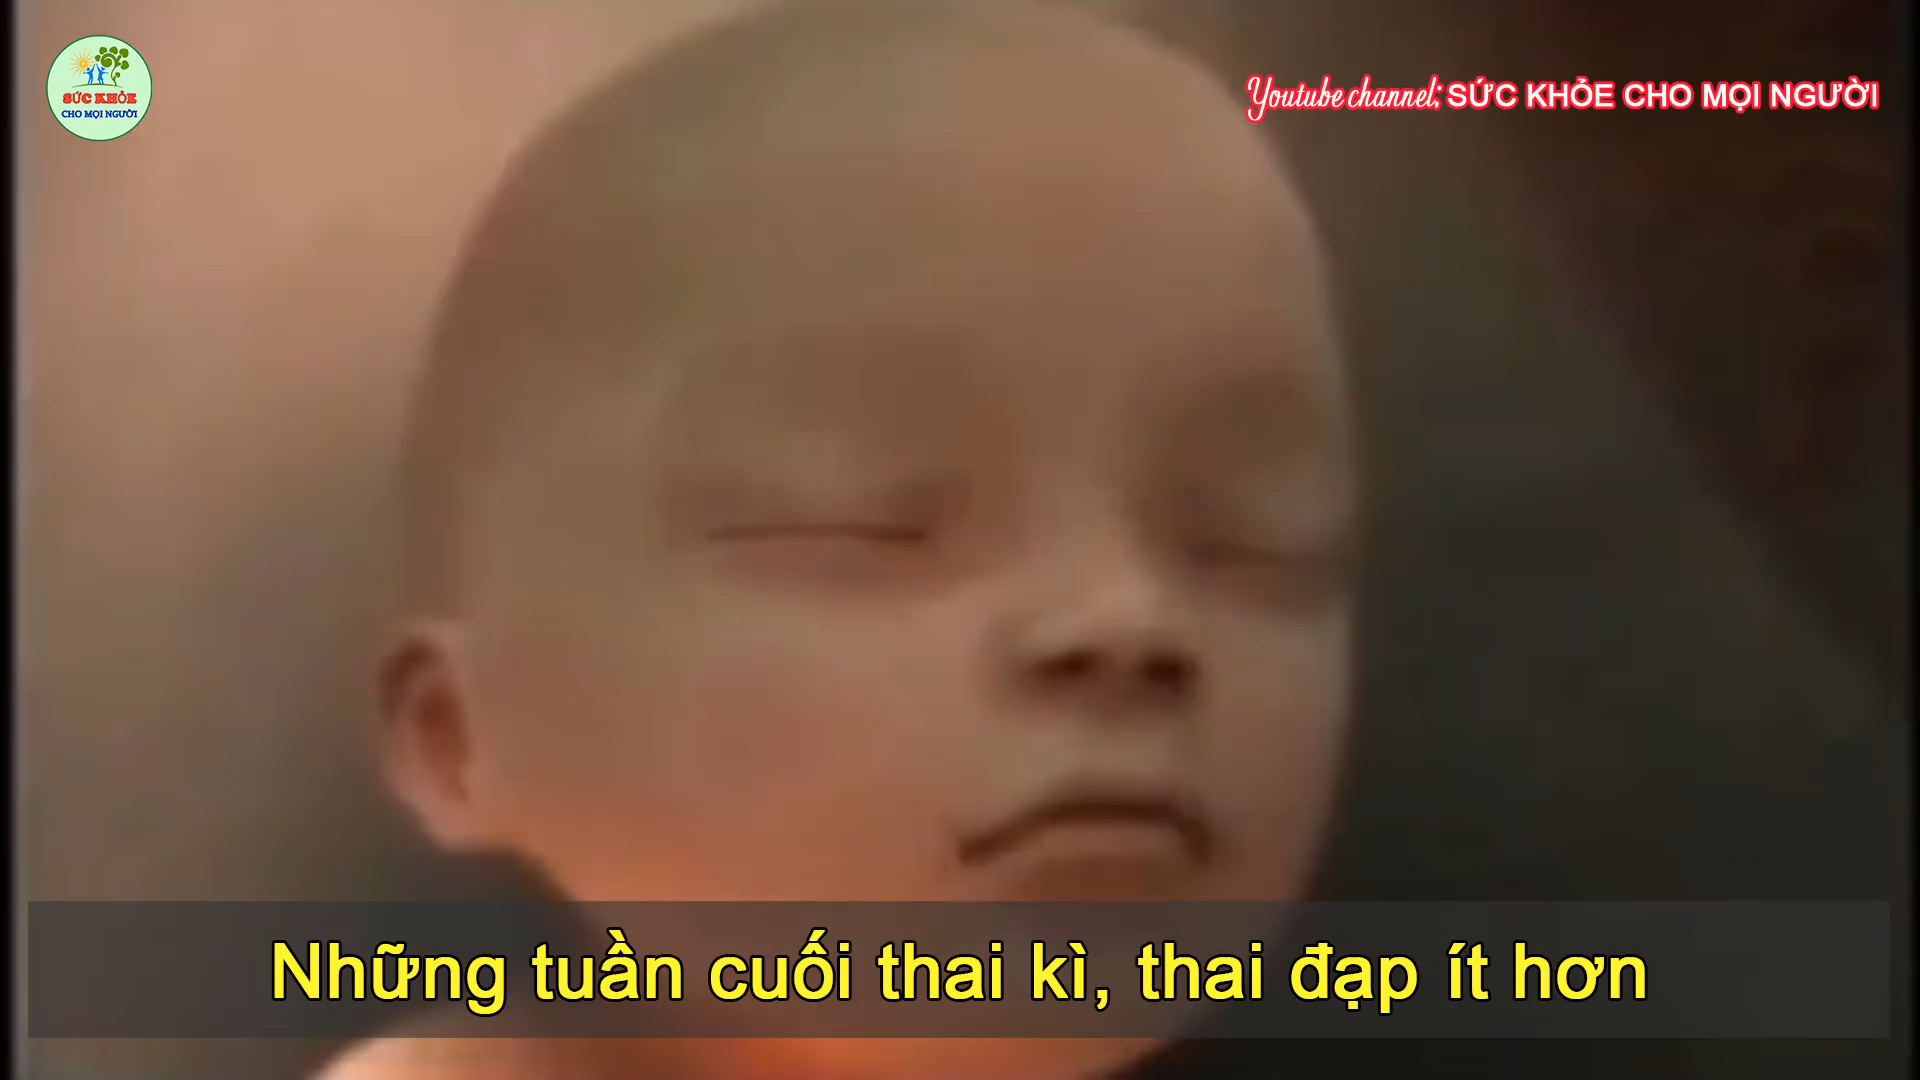 SỨC KHỎE
CHO MỌI NGƯỜI
Youtube channel: SỨC KHỎE CHO MỌI NGƯỜI
Những tuần cuối thai kì, thai đạp ít hơn